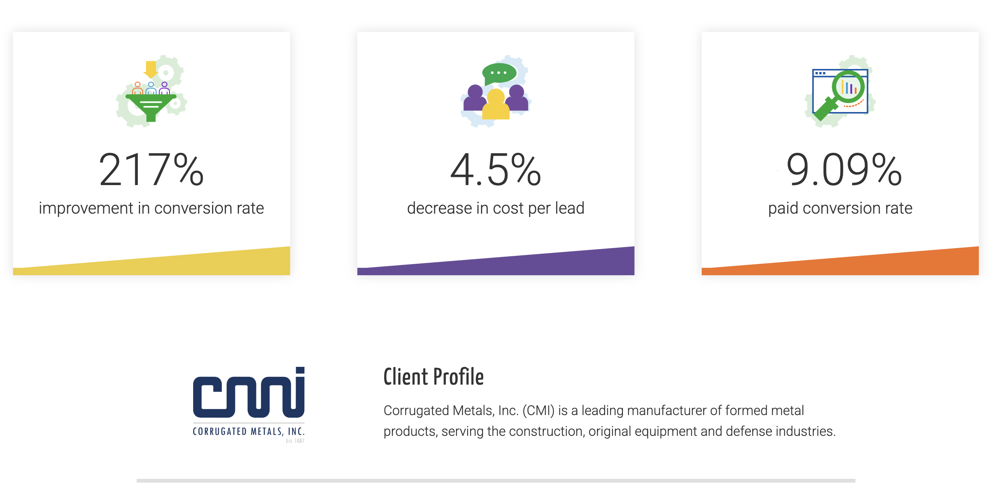 217%
improvement in conversion rate
4.5%
decrease in cost per lead
9.09%
paid conversion rate
cmi
CORRUGATED METALS, INC.
Est. 1887
Client Profile
Corrugated Metals, Inc. (CMI) is a leading manufacturer of formed metal
products, serving the construction, original equipment and defense industries.